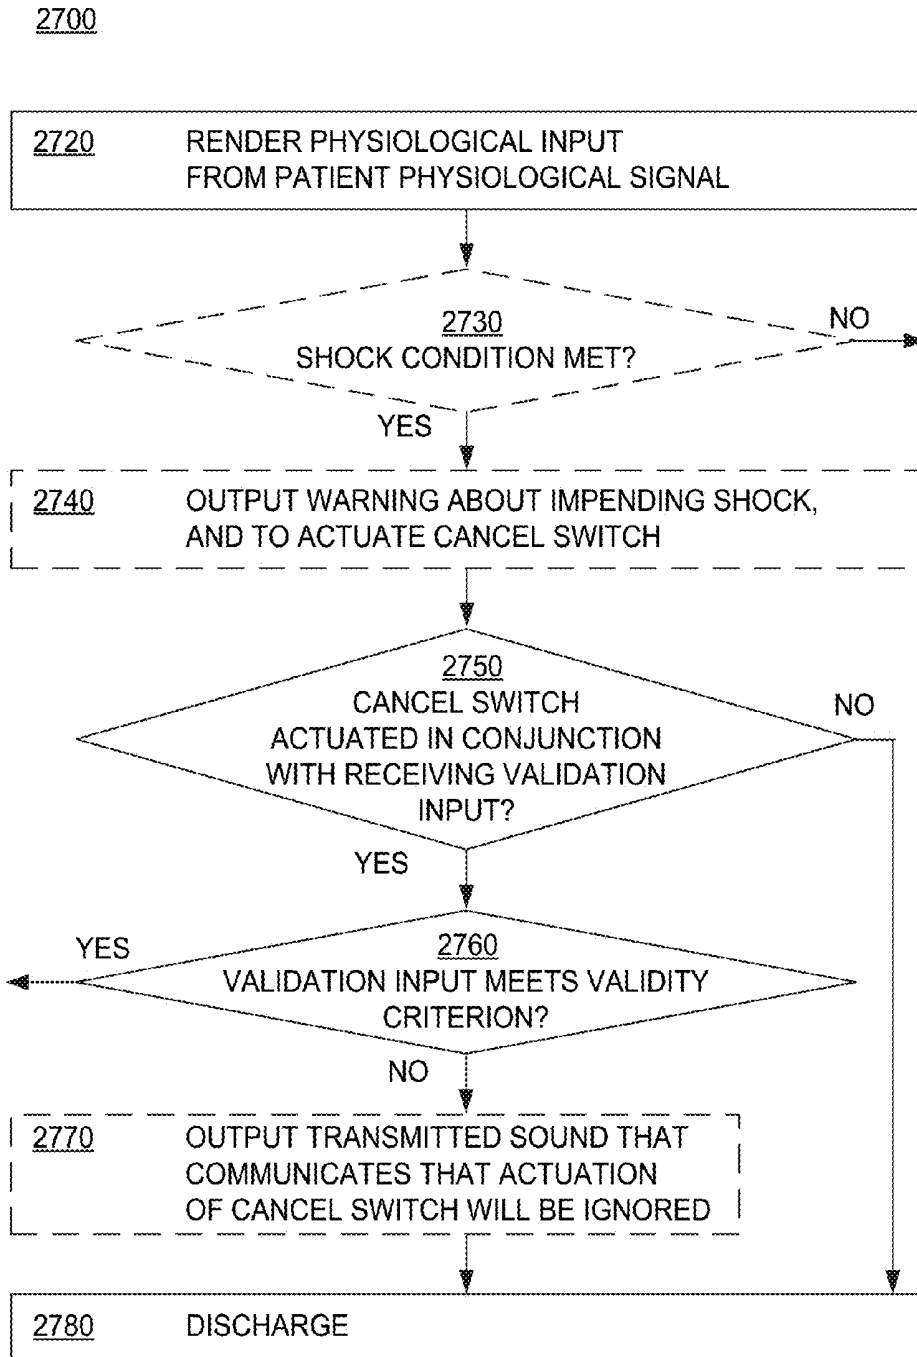 2700
2720 RENDER PHYSIOLOGICAL INPUT
FROM PATIENT PHYSIOLOGICAL SIGNAL
2730
SHOCK CONDITION MET?
NO
YES
2740 OUTPUT WARNING ABOUT IMPENDING SHOCK,
AND TO ACTUATE CANCEL SWITCH
2750
CANCEL SWITCH
ACTUATED IN CONJUNCTION
WITH RECEIVING VALIDATION
INPUT?
NO
YES
YES
2760
VALIDATION INPUT MEETS VALIDITY
CRITERION?
NO
2770 OUTPUT TRANSMITTED SOUND THAT
COMMUNICATES THAT ACTUATION
OF CANCEL SWITCH WILL BE IGNORED
2780 DISCHARGE